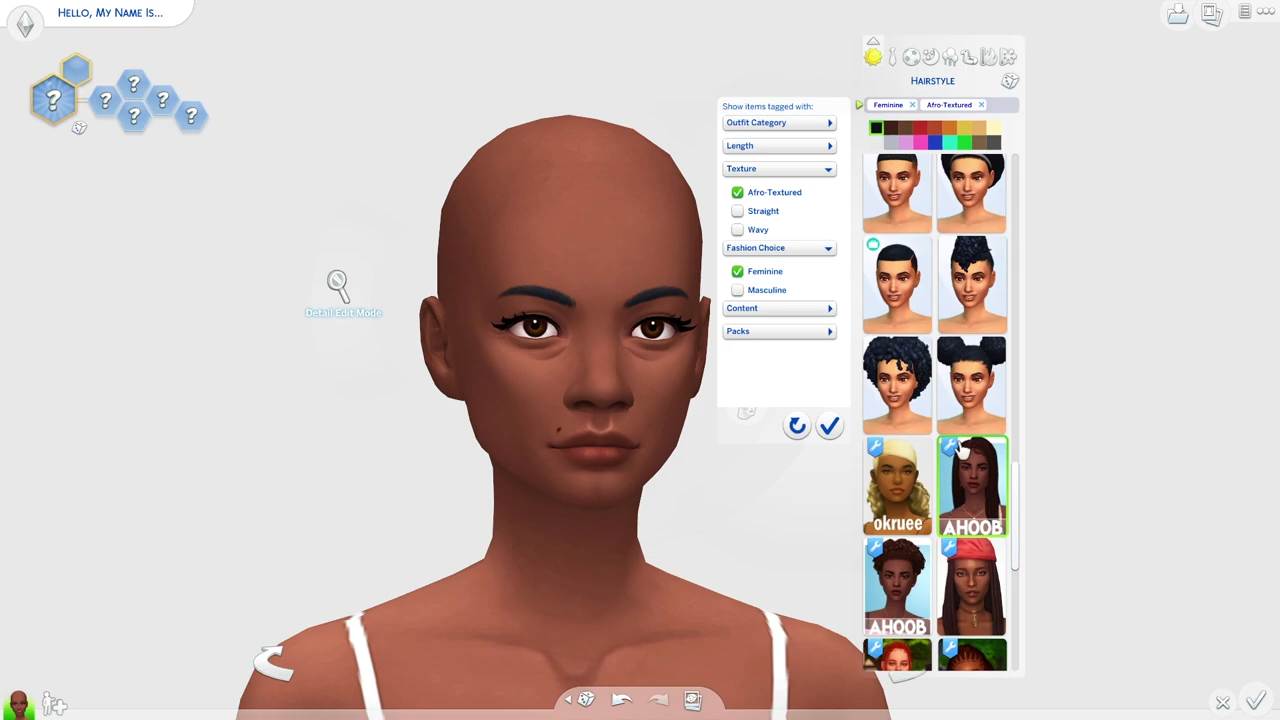 Hello, My Name Is...
Hairstyle
Feminine
Afro-Textured
Show items tagged with:
Outfit Category
Length
Texture
Afro-Textured
Straight
Wavy
Fashion Choice
Feminine
Masculine
Content
Packs
Detail Edit Mode
okruee
AHOOB
AHOOB